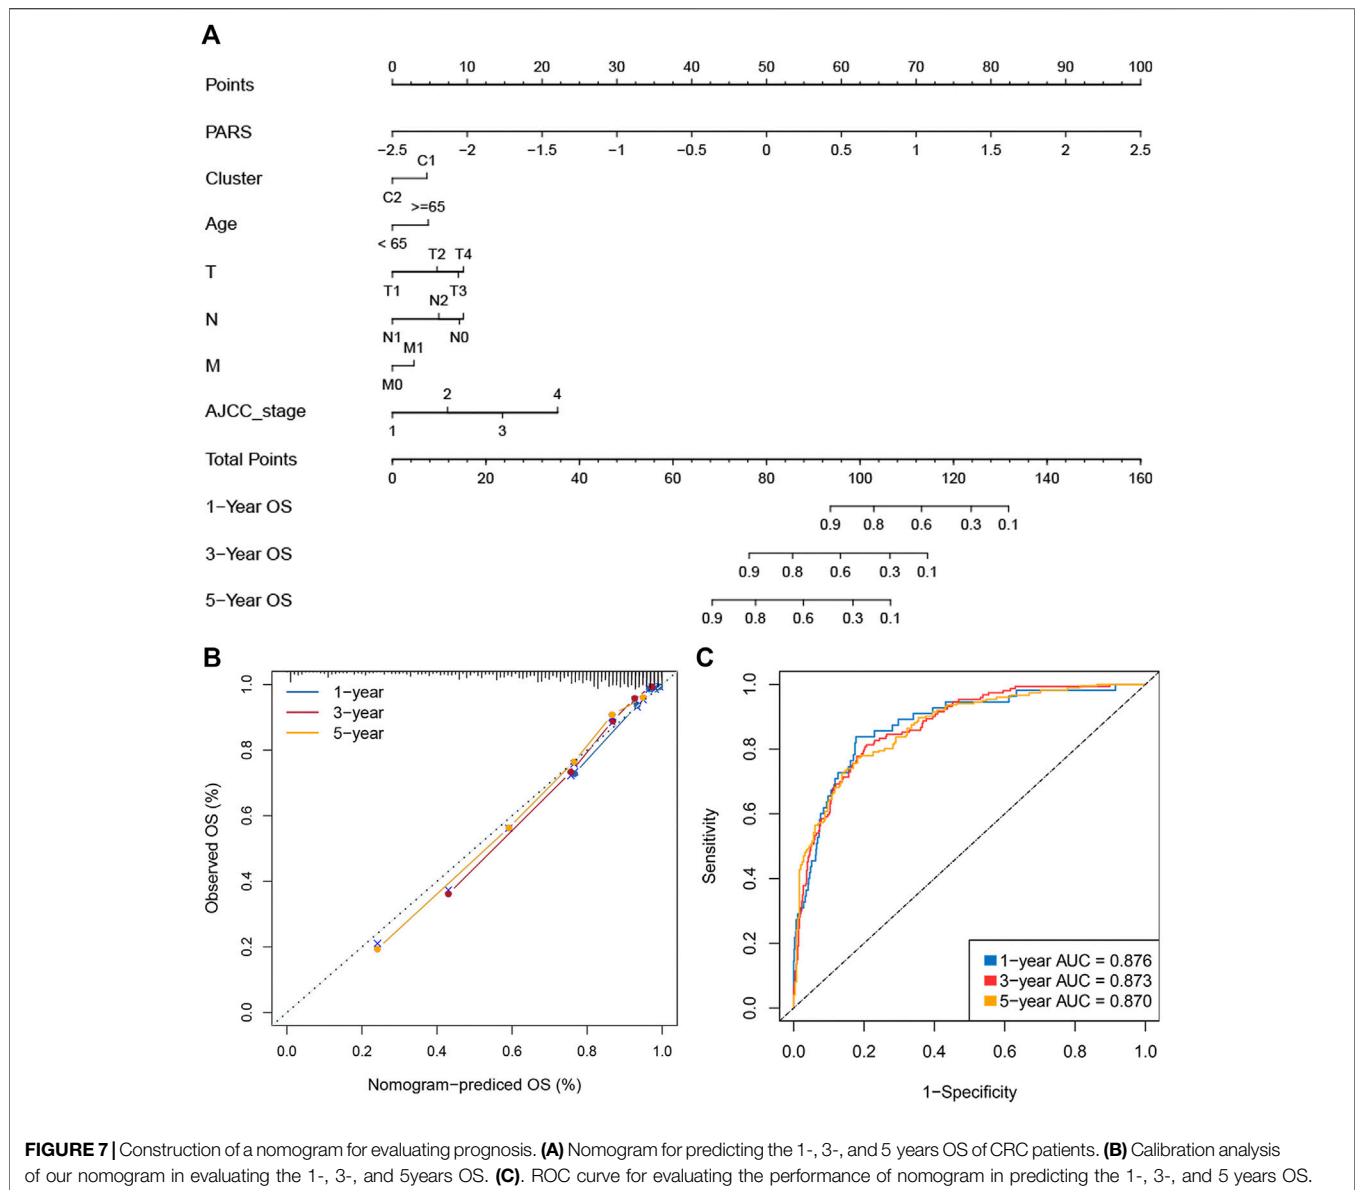 A
Points
0 10 20 30 40 50 60 70 80 90 100
PARS
−2.5 −2 −1.5 −1 −0.5 0 0.5 1 1.5 2 2.5
C1
Cluster
C2
>=65
Age
< 65
T2 T4
T
T1 T3
N2
N
N1 N0
M1
M
M0
2 4
AJCC_stage
1 3
Total Points
0 20 40 60 80 100 120 140 160
1−Year OS
0.9 0.8 0.6 0.3 0.1
3−Year OS
0.9 0.8 0.6 0.3 0.1
5−Year OS
0.9 0.8 0.6 0.3 0.1
B
1−year
3−year
5−year
Observed OS (%)
1.0
0.8
0.6
0.4
0.2
0.0
0.0 0.2 0.4 0.6 0.8 1.0
Nomogram−prediced OS (%)
C
Sensitivity
1.0
0.8
0.6
0.4
0.2
0.0
1−year AUC = 0.876
3−year AUC = 0.873
5−year AUC = 0.870
0.0 0.2 0.4 0.6 0.8 1.0
1−Specificity
FIGURE 7 | Construction of a nomogram for evaluating prognosis. (A) Nomogram for predicting the 1-, 3-, and 5 years OS of CRC patients. (B) Calibration analysis
of our nomogram in evaluating the 1-, 3-, and 5years OS. (C). ROC curve for evaluating the performance of nomogram in predicting the 1-, 3-, and 5 years OS.